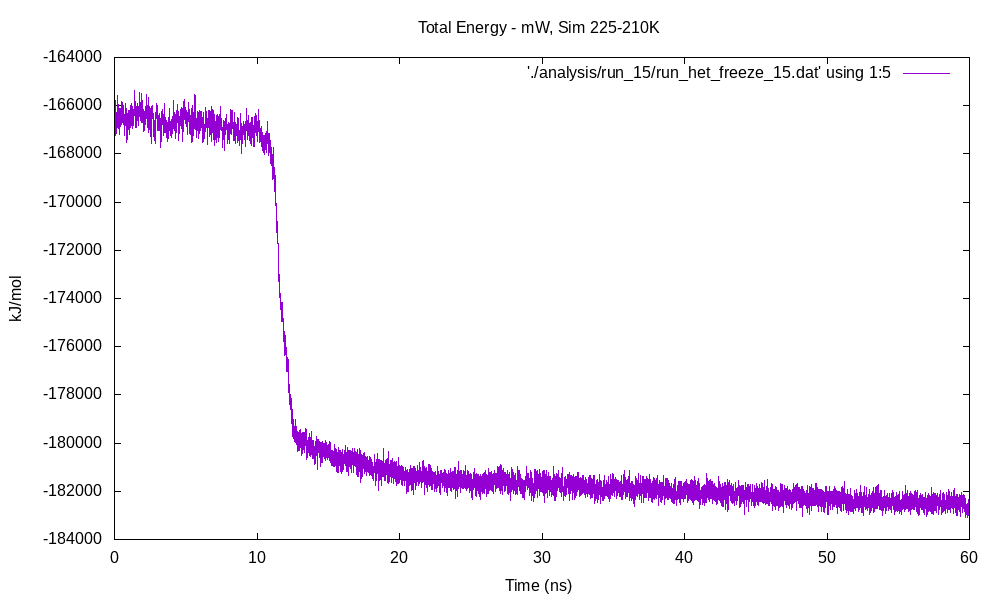 Total Energy - mW, Sim 225-210K
'./analysis/run_15/run_het_freeze_15.dat' using 1:5
kJ/mol
-164000
-166000
-168000
-170000
-172000
-174000
-176000
-178000
-180000
-182000
-184000
0 10 20 30 40 50 60
Time (ns)